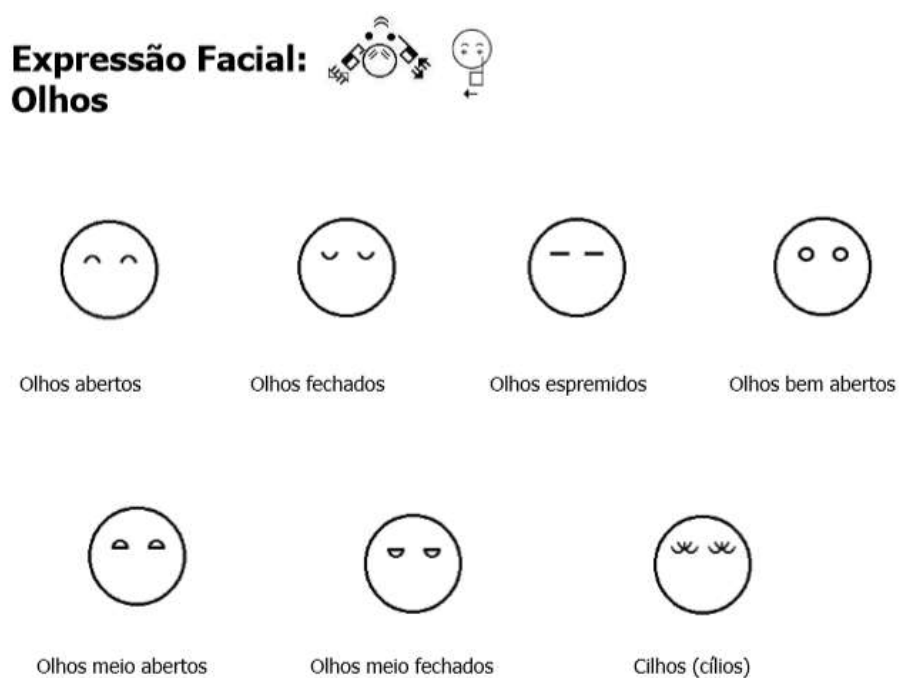 Expressão Facial:
Olhos
Olhos abertos
Olhos fechados
Olhos espremidos
Olhos bem abertos
Olhos meio abertos
Olhos meio fechados
Cilhos (cílios)